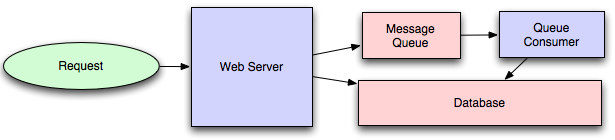 Request
Web Server
Message
Queue
Queue
Consumer
Database